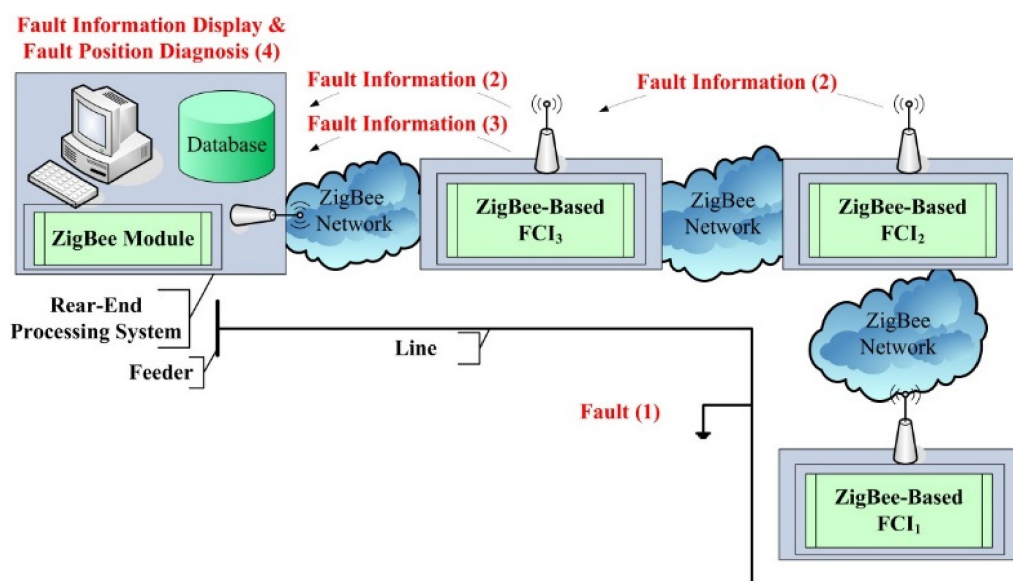 Fault Information Display &
Fault Position Diagnosis (4)
Fault Information (2)
Fault Information (2)
Fault Information (3)
Database
ZigBee
Network
ZigBee Module
ZigBee-Based
FCI₃
ZigBee
Network
ZigBee-Based
FCI₂
Rear-End
Processing System
Feeder
Line
ZigBee
Network
Fault (1)
ZigBee-Based
FCI₁